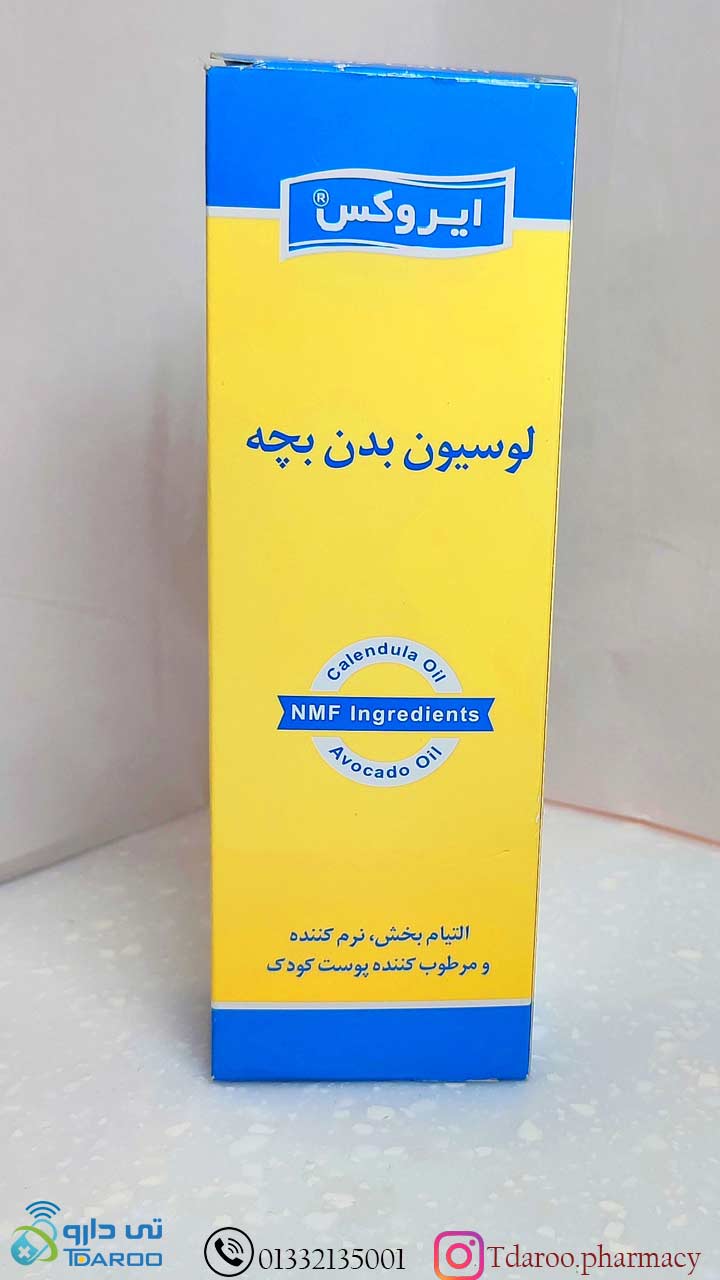 ایروکس®
لوسیون بدن بچه
Calendula Oil
NMF Ingredients
Avocado Oil
التیام بخش، نرم کننده
و مرطوب کننده پوست کودک
تی دارو
TDAROO
01332135001
Tdaroo.pharmacy